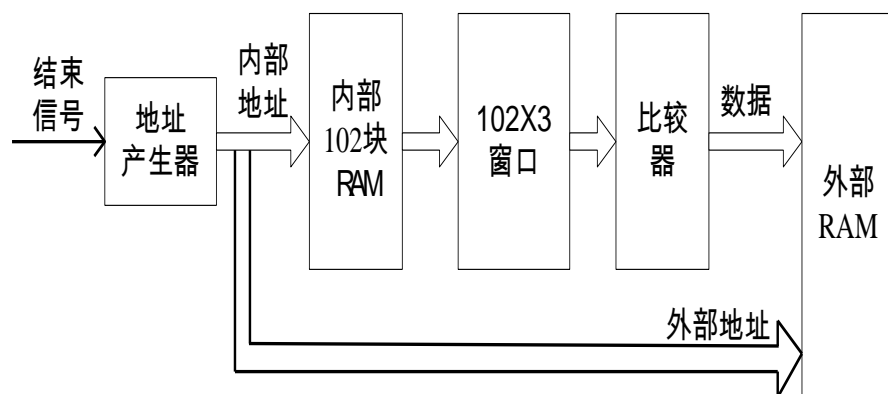 结束
信号
地址
产生器
内部
地址
内部
102块
RAM
102X3
窗口
比较
器
数据
外部
RAM
外部地址